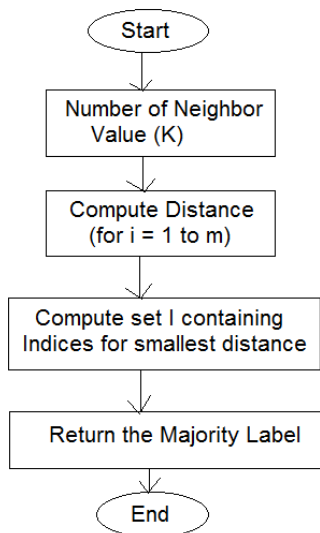 Start
Number of Neighbor
Value (K)
Compute Distance
(for i = 1 to m)
Compute set I containing
Indices for smallest distance
Return the Majority Label
End